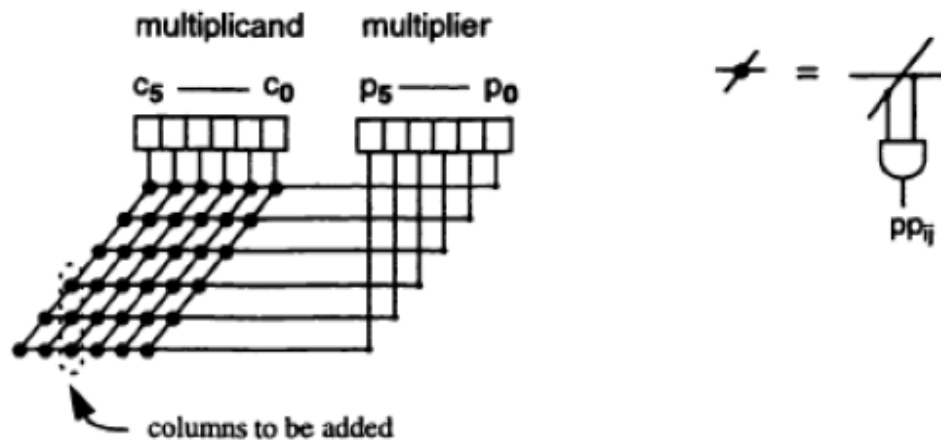 multiplicand multiplier
c5 c0 p5 p0
=
ppij
columns to be added